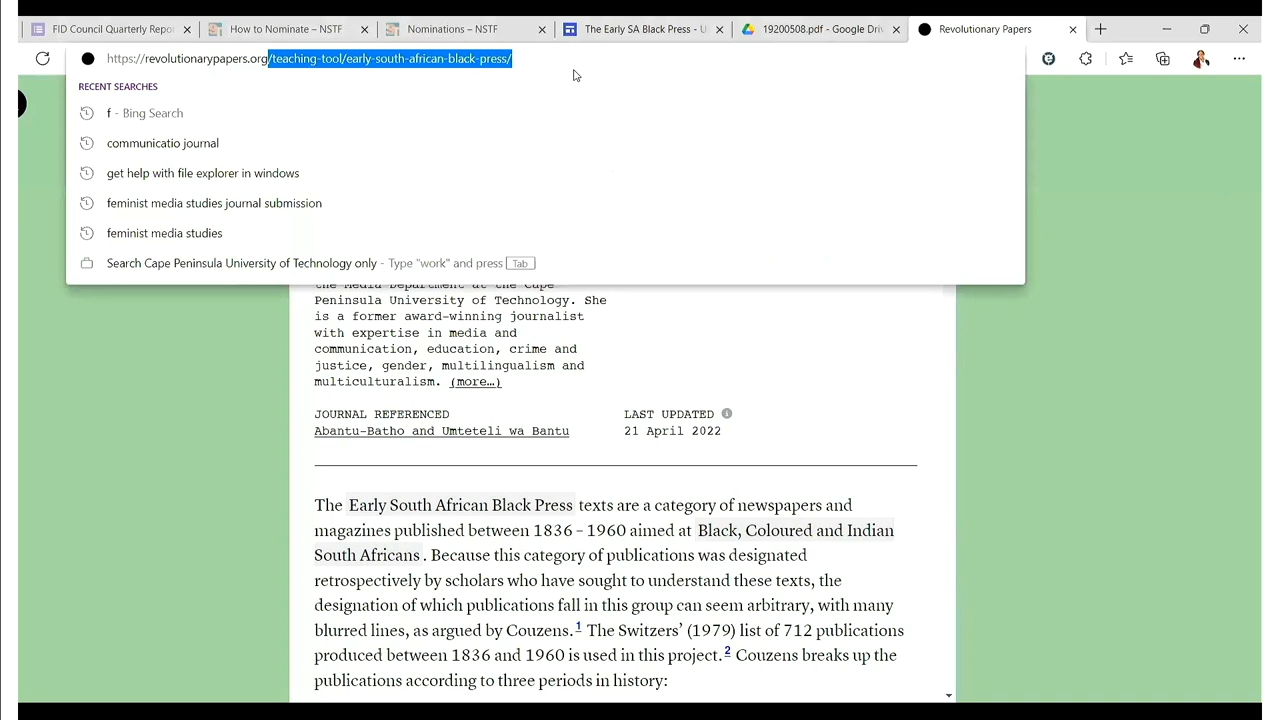 FID Council Quarterly Repo
How to Nominate – NSTF
Nominations – NSTF
The Early SA Black Press - U
19200508.pdf - Google Driv
Revolutionary Papers
https://revolutionarypapers.org/teaching-tool/early-south-african-black-press/
RECENT SEARCHES
f - Bing Search
communicatio journal
get help with file explorer in windows
feminist media studies journal submission
feminist media studies
Search Cape Peninsula University of Technology only - Type "work" and press Tab
the Media Department at the Cape
Peninsula University of Technology. She
is a former award-winning journalist
with expertise in media and
communication, education, crime and
justice, gender, multilingualism and
multiculturalism. (more…)
JOURNAL REFERENCED
Abantu-Batho and Umteteli wa Bantu
LAST UPDATED
21 April 2022
The Early South African Black Press texts are a category of newspapers and
magazines published between 1836 – 1960 aimed at Black, Coloured and Indian
South Africans. Because this category of publications was designated
retrospectively by scholars who have sought to understand these texts, the
designation of which publications fall in this group can seem arbitrary, with many
blurred lines, as argued by Couzens.1 The Switzers’ (1979) list of 712 publications
produced between 1836 and 1960 is used in this project.2 Couzens breaks up the
publications according to three periods in history: